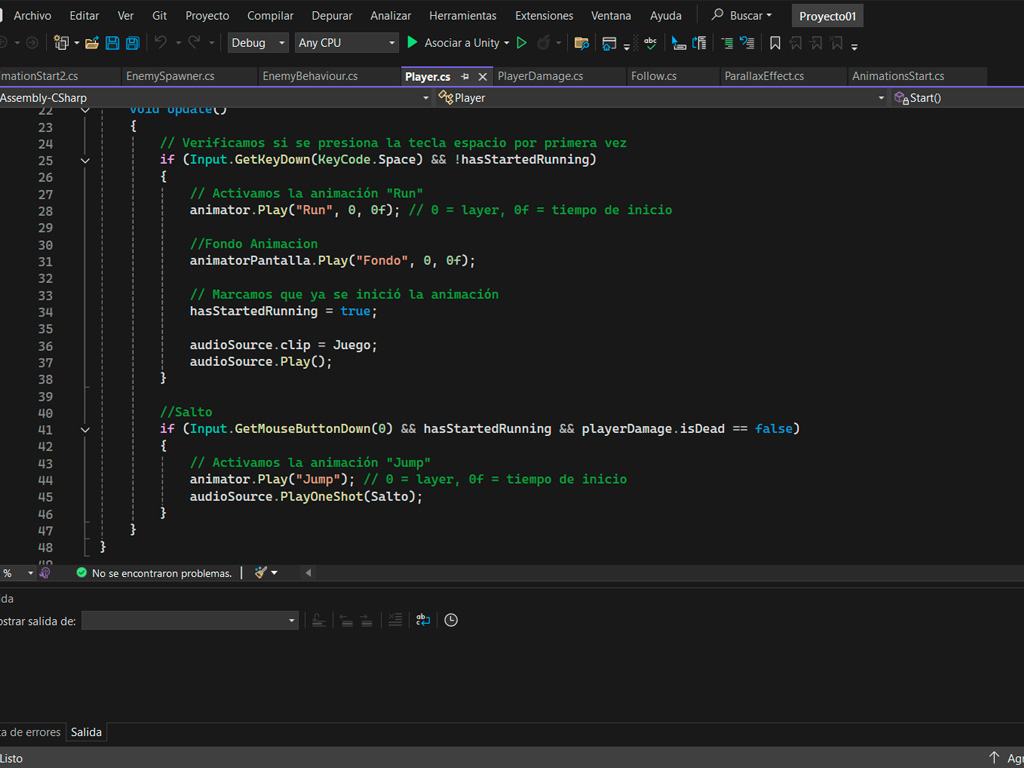 Archivo Editar Ver Git Proyecto Compilar Depurar Analizar Herramientas Extensiones Ventana Ayuda Buscar Proyecto01
Debug Any CPU Asociar a Unity
mationStart2.cs EnemySpawner.cs EnemyBehaviour.cs Player.cs PlayerDamage.cs Follow.cs ParallaxEffect.cs AnimationsStart.cs
Assembly-CSharp Player Start()
22 void Update()
23 {
24 // Verificamos si se presiona la tecla espacio por primera vez
25 if (Input.GetKeyDown(KeyCode.Space) && !hasStartedRunning)
26 {
27 // Activamos la animación "Run"
28 animator.Play("Run", 0, 0f); // 0 = layer, 0f = tiempo de inicio
29
30 //Fondo Animacion
31 animatorPantalla.Play("Fondo", 0, 0f);
32
33 // Marcamos que ya se inició la animación
34 hasStartedRunning = true;
35
36 audioSource.clip = Juego;
37 audioSource.Play();
38 }
39
40 //Salto
41 if (Input.GetMouseButtonDown(0) && hasStartedRunning && playerDamage.isDead == false)
42 {
43 // Activamos la animación "Jump"
44 animator.Play("Jump"); // 0 = layer, 0f = tiempo de inicio
45 audioSource.PlayOneShot(Salto);
46 }
47 }
48 }
49
% No se encontraron problemas.
ida
ostrar salida de:
ta de errores Salida
Listo Agr